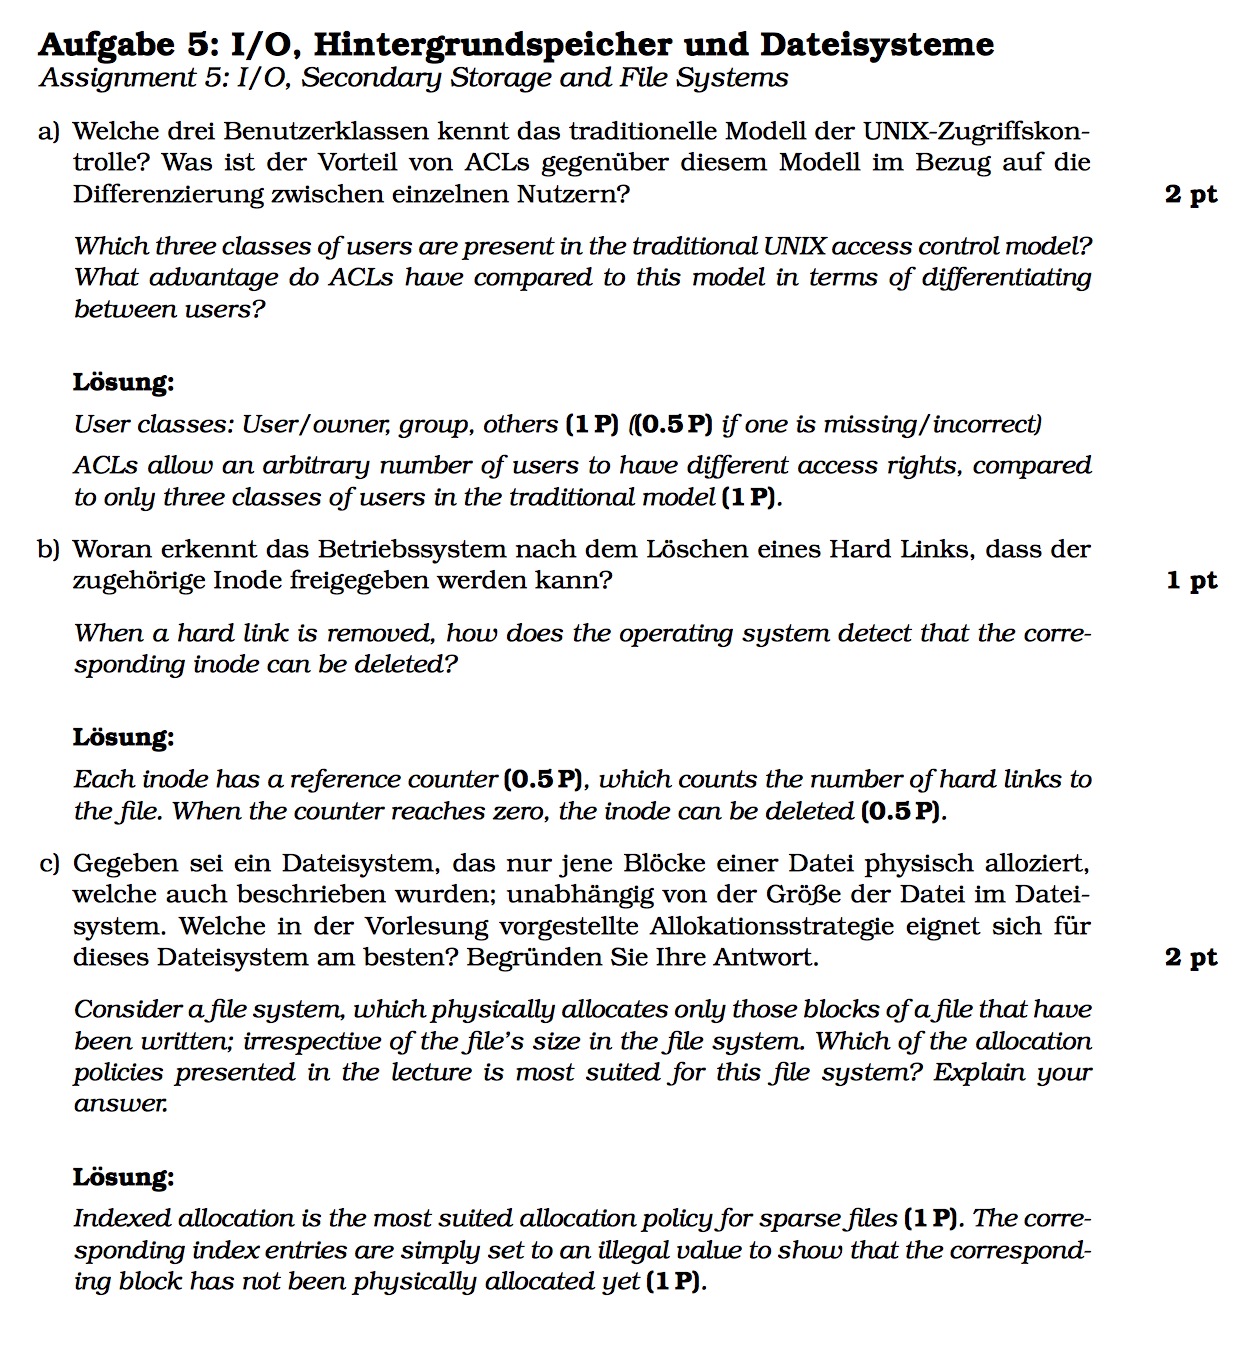 Aufgabe 5: I/O, Hintergrundspeicher und Dateisysteme
Assignment 5: I/O, Secondary Storage and File Systems
a) Welche drei Benutzerklassen kennt das traditionelle Modell der UNIX-Zugriffskon-
trolle? Was ist der Vorteil von ACLs gegenüber diesem Modell im Bezug auf die
Differenzierung zwischen einzelnen Nutzern? 2 pt
Which three classes of users are present in the traditional UNIX access control model?
What advantage do ACLs have compared to this model in terms of differentiating
between users?
Lösung:
User classes: User/owner, group, others (1 P) ((0.5 P) if one is missing/incorrect)
ACLs allow an arbitrary number of users to have different access rights, compared
to only three classes of users in the traditional model (1 P).
b) Woran erkennt das Betriebssystem nach dem Löschen eines Hard Links, dass der
zugehörige Inode freigegeben werden kann? 1 pt
When a hard link is removed, how does the operating system detect that the corre-
sponding inode can be deleted?
Lösung:
Each inode has a reference counter (0.5 P), which counts the number of hard links to
the file. When the counter reaches zero, the inode can be deleted (0.5 P).
c) Gegeben sei ein Dateisystem, das nur jene Blöcke einer Datei physisch alloziert,
welche auch beschrieben wurden; unabhängig von der Größe der Datei im Datei-
system. Welche in der Vorlesung vorgestellte Allokationsstrategie eignet sich für
dieses Dateisystem am besten? Begründen Sie Ihre Antwort. 2 pt
Consider a file system, which physically allocates only those blocks of a file that have
been written; irrespective of the file's size in the file system. Which of the allocation
policies presented in the lecture is most suited for this file system? Explain your
answer.
Lösung:
Indexed allocation is the most suited allocation policy for sparse files (1 P). The corre-
sponding index entries are simply set to an illegal value to show that the correspond-
ing block has not been physically allocated yet (1 P).